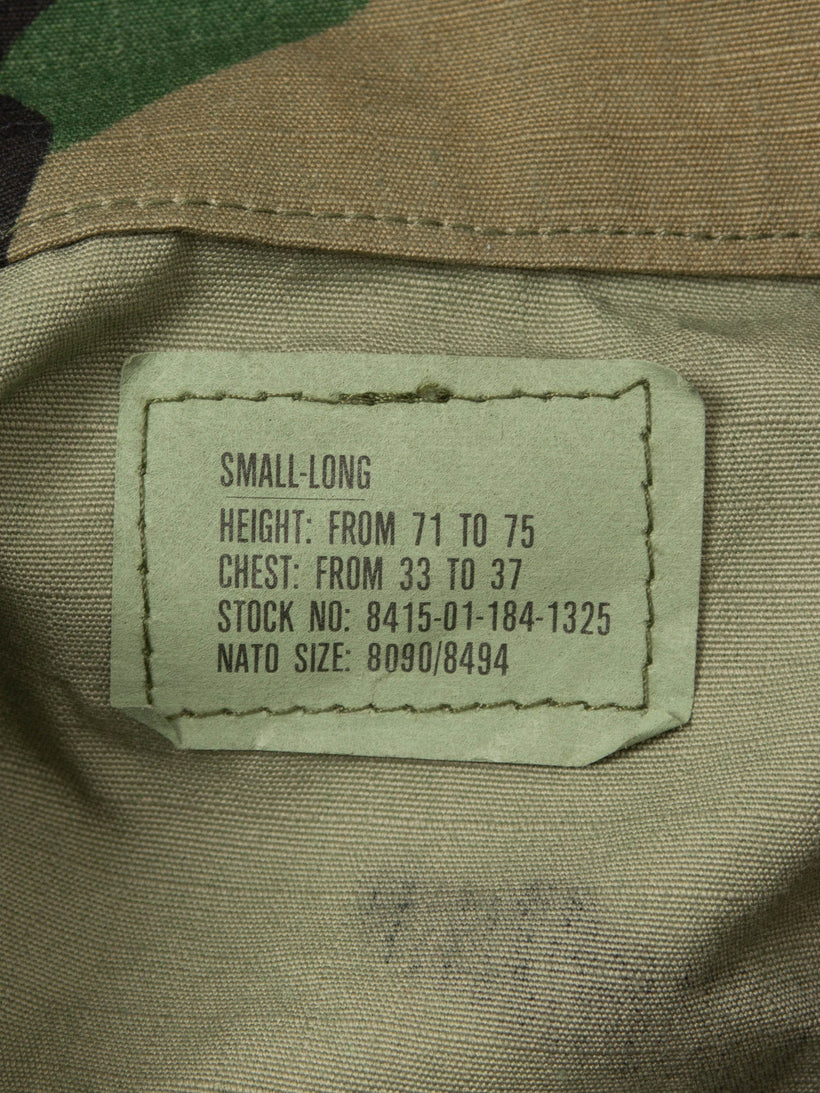 SMALL-LONG
HEIGHT: FROM 71 TO 75
CHEST: FROM 33 TO 37
STOCK NO: 8415-01-184-1325
NATO SIZE: 8090/8494